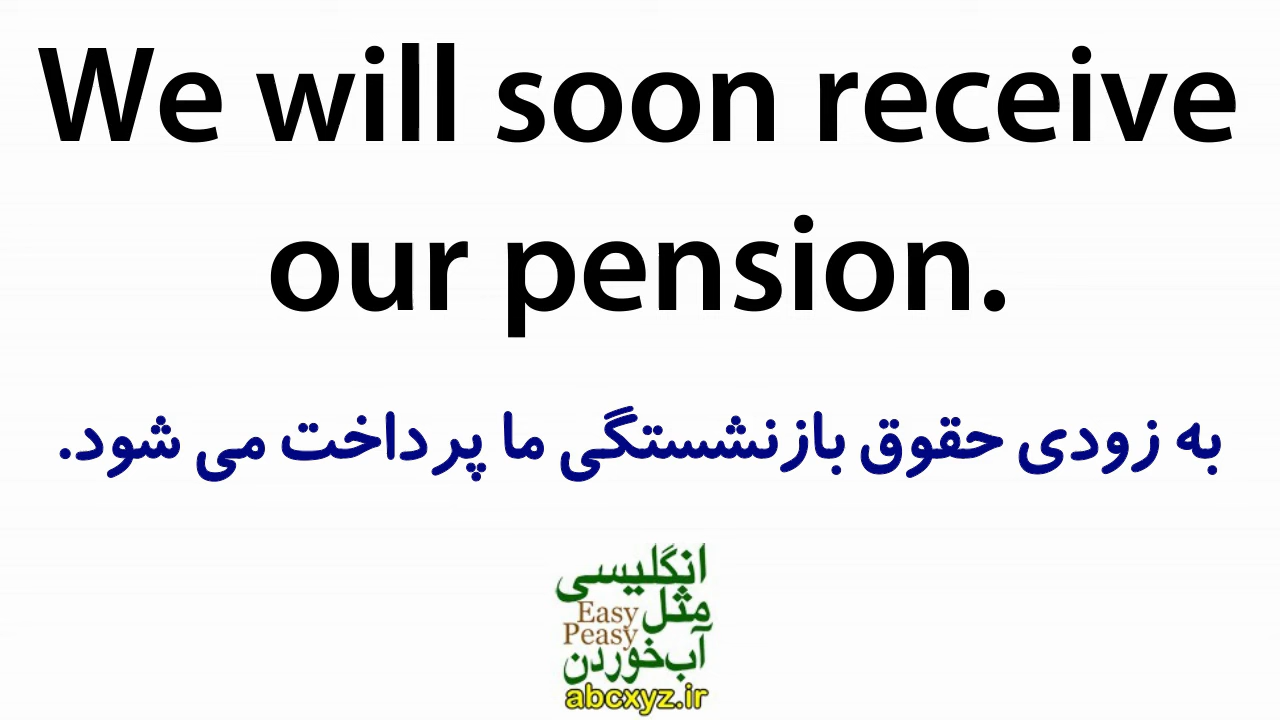 We will soon receive
our pension.
به زودی حقوق بازنشستگی ما پرداخت می شود.
انگلیسی
مثل Easy
Peasy
آب‌خوردن
abcxyz.ir